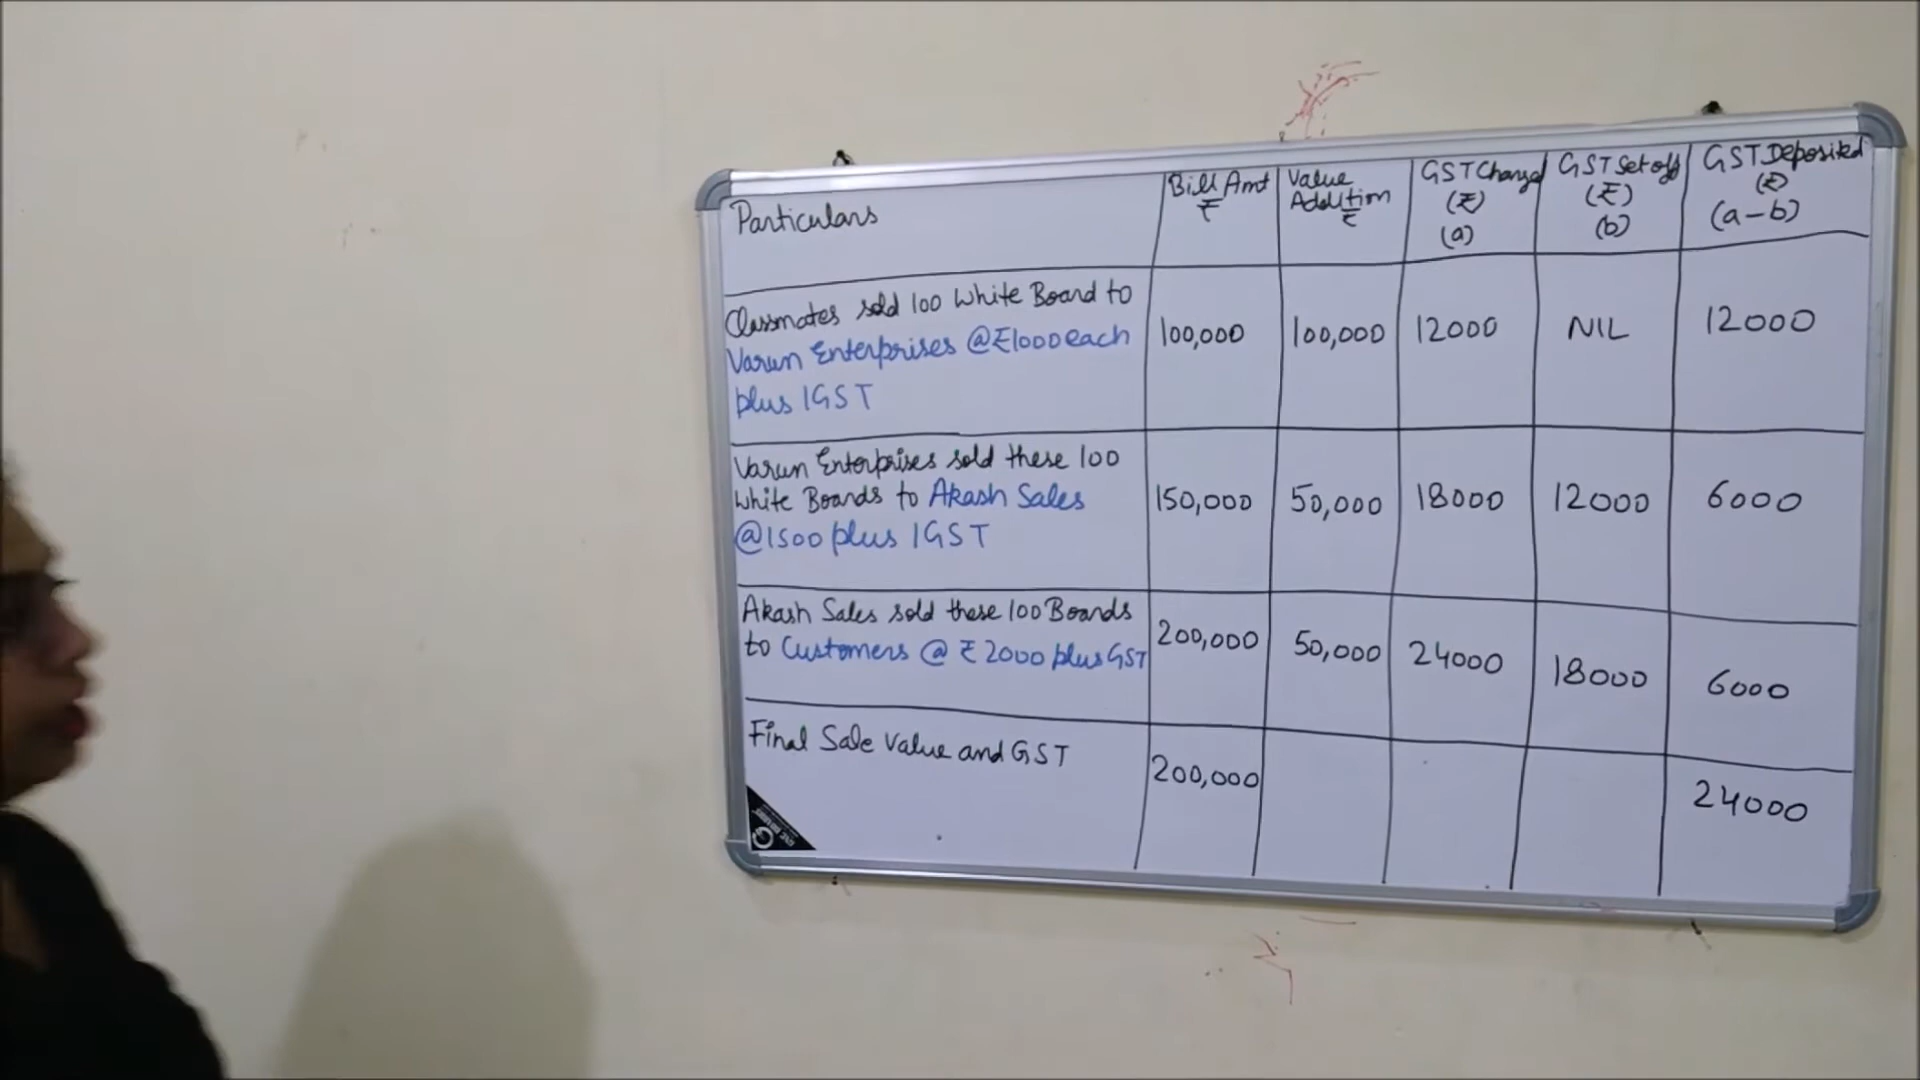 Particulars
Bill Amt
₹
Value
Addition
₹
GST Charged
(₹)
(a)
GST Set off
(₹)
(b)
GST Deposited
(₹)
(a-b)
Classmates sold 100 White Board to
Varun Enterprises @₹1000 each
plus IGST
100,000
100,000
12000
NIL
12000
Varun Enterprises sold these 100
White Boards to Akash Sales
@1500 plus IGST
150,000
50,000
18000
12000
6000
Akash Sales sold these 100 Boards
to Customers @ ₹2000 plus GST
200,000
50,000
24000
18000
6000
Final Sale Value and GST
200,000
24000